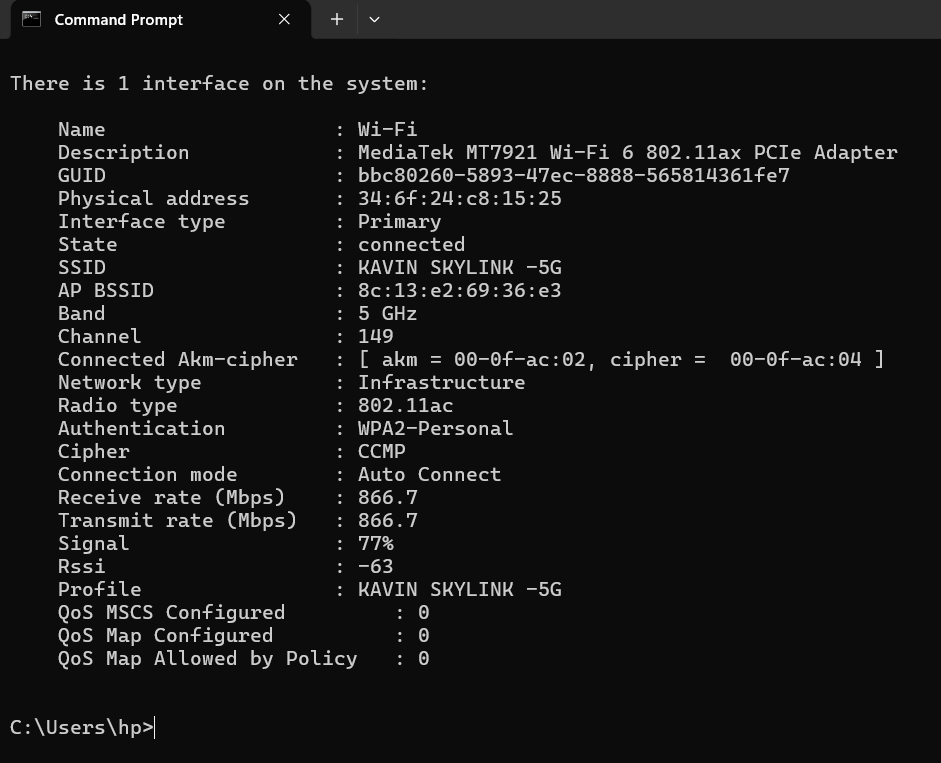 Command Prompt
There is 1 interface on the system:
Name : Wi-Fi
Description : MediaTek MT7921 Wi-Fi 6 802.11ax PCIe Adapter
GUID : bbc80260-5893-47ec-8888-565814361fe7
Physical address : 34:6f:24:c8:15:25
Interface type : Primary
State : connected
SSID : KAVIN SKYLINK -5G
AP BSSID : 8c:13:e2:69:36:e3
Band : 5 GHz
Channel : 149
Connected Akm-cipher : [ akm = 00-0f-ac:02, cipher =  00-0f-ac:04 ]
Network type : Infrastructure
Radio type : 802.11ac
Authentication : WPA2-Personal
Cipher : CCMP
Connection mode : Auto Connect
Receive rate (Mbps) : 866.7
Transmit rate (Mbps) : 866.7
Signal : 77%
Rssi : -63
Profile : KAVIN SKYLINK -5G
QoS MSCS Configured : 0
QoS Map Configured : 0
QoS Map Allowed by Policy : 0
C:\Users\hp>